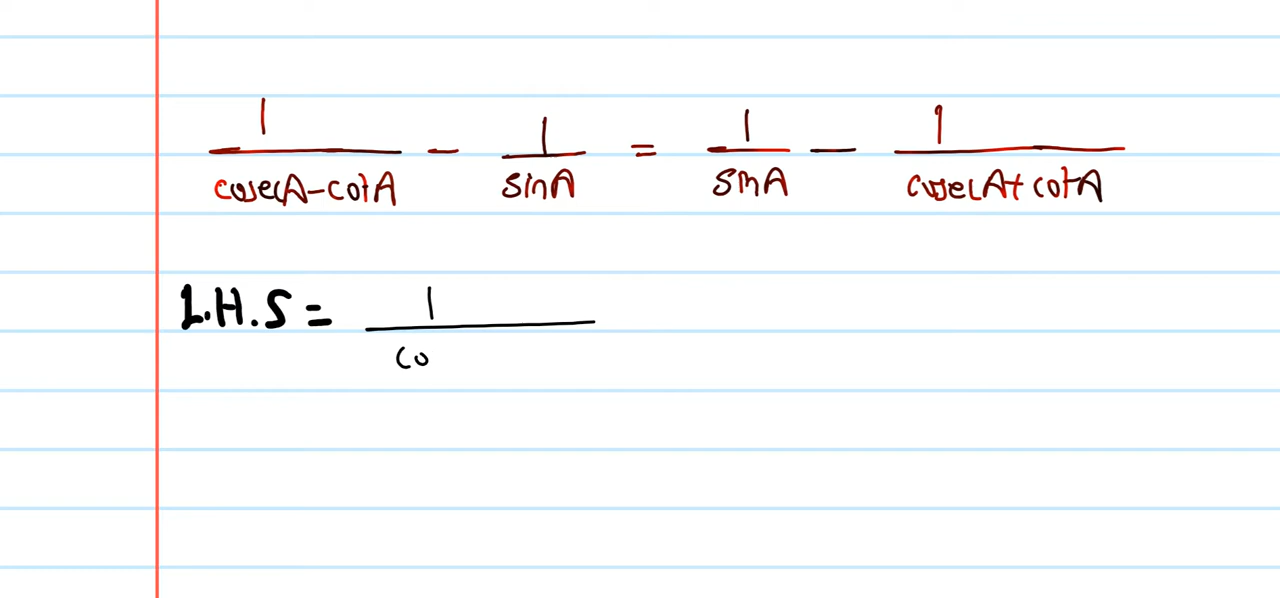 1/(cosecA-cotA) - 1/sinA = 1/sinA - 1/(cosecA+cotA)
L.H.S = 1/(co